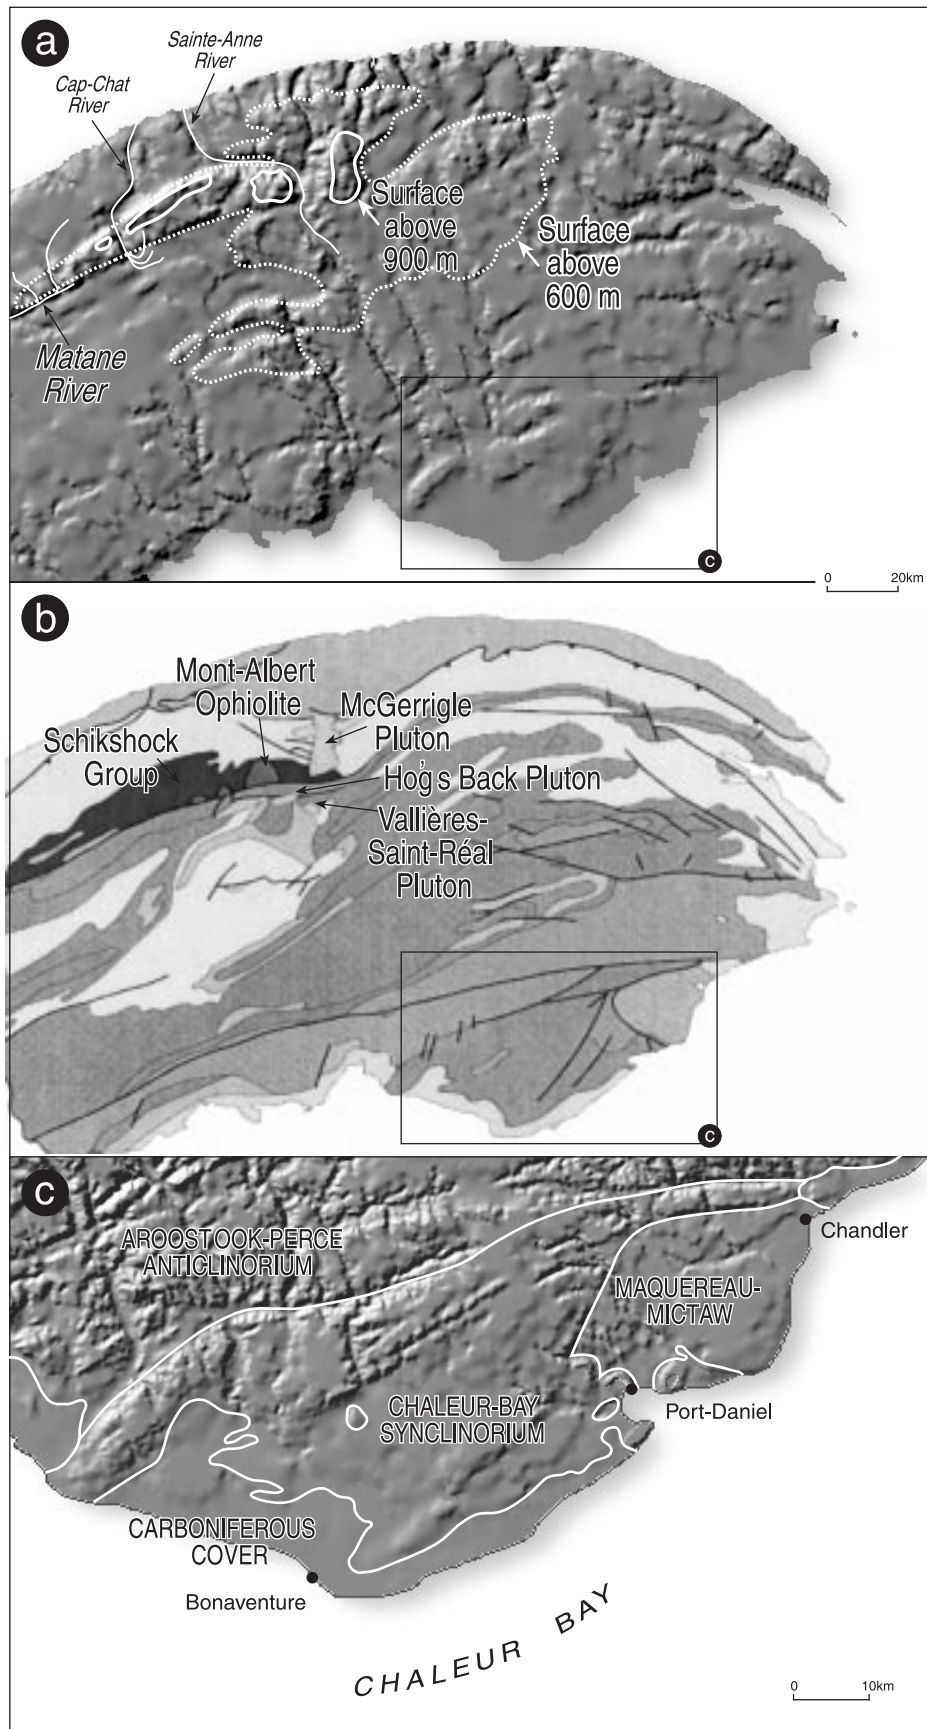 a
Sainte-Anne
River
Cap-Chat
River
Surface
above
900 m
Surface
above
600 m
Matane
River
c
0 20km
b
Mont-Albert
Ophiolite
McGerrigle
Pluton
Schikshock
Group
Hog's Back Pluton
Vallières-
Saint-Réal
Pluton
c
c
AROOSTOOK-PERCE
ANTICLINORIUM
Chandler
MAQUEREAU-
MICTAW
Port-Daniel
CHALEUR-BAY
SYNCLINORIUM
CARBONIFEROUS
COVER
Bonaventure
CHALEUR BAY
0 10km